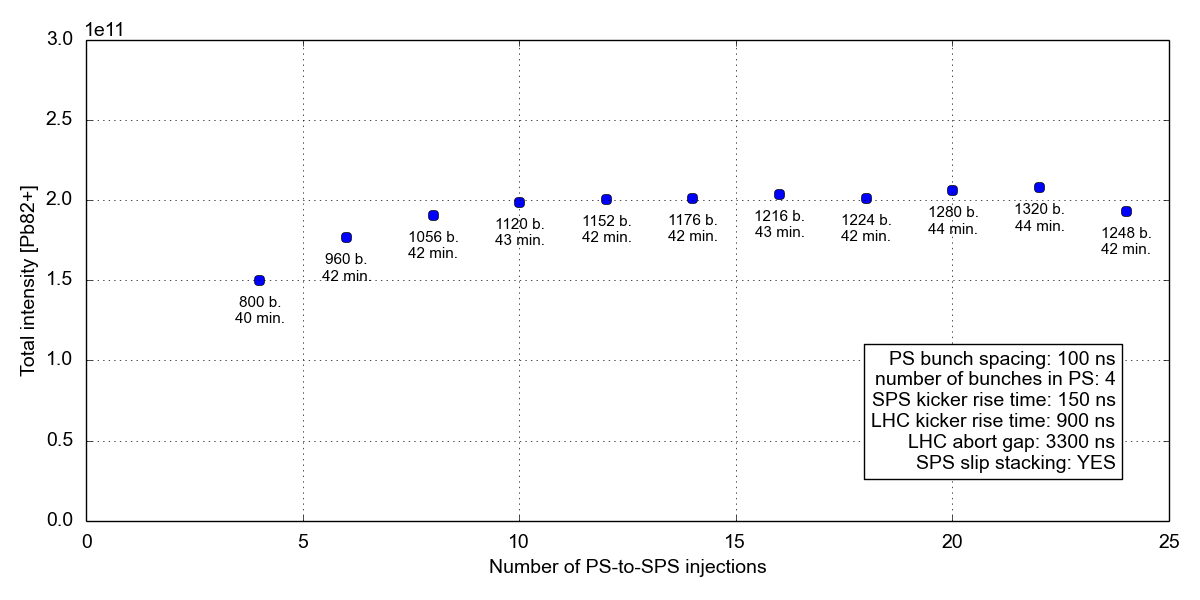 1e11
3.0
2.5
2.0
1.5
1.0
0.5
0.0
Total intensity [Pb82+]
800 b.
40 min.
960 b.
42 min.
1056 b.
42 min.
1120 b.
43 min.
1152 b.
42 min.
1176 b.
42 min.
1216 b.
43 min.
1224 b.
42 min.
1280 b.
44 min.
1320 b.
44 min.
1248 b.
42 min.
PS bunch spacing: 100 ns
number of bunches in PS: 4
SPS kicker rise time: 150 ns
LHC kicker rise time: 900 ns
LHC abort gap: 3300 ns
SPS slip stacking: YES
0 5 10 15 20 25
Number of PS-to-SPS injections